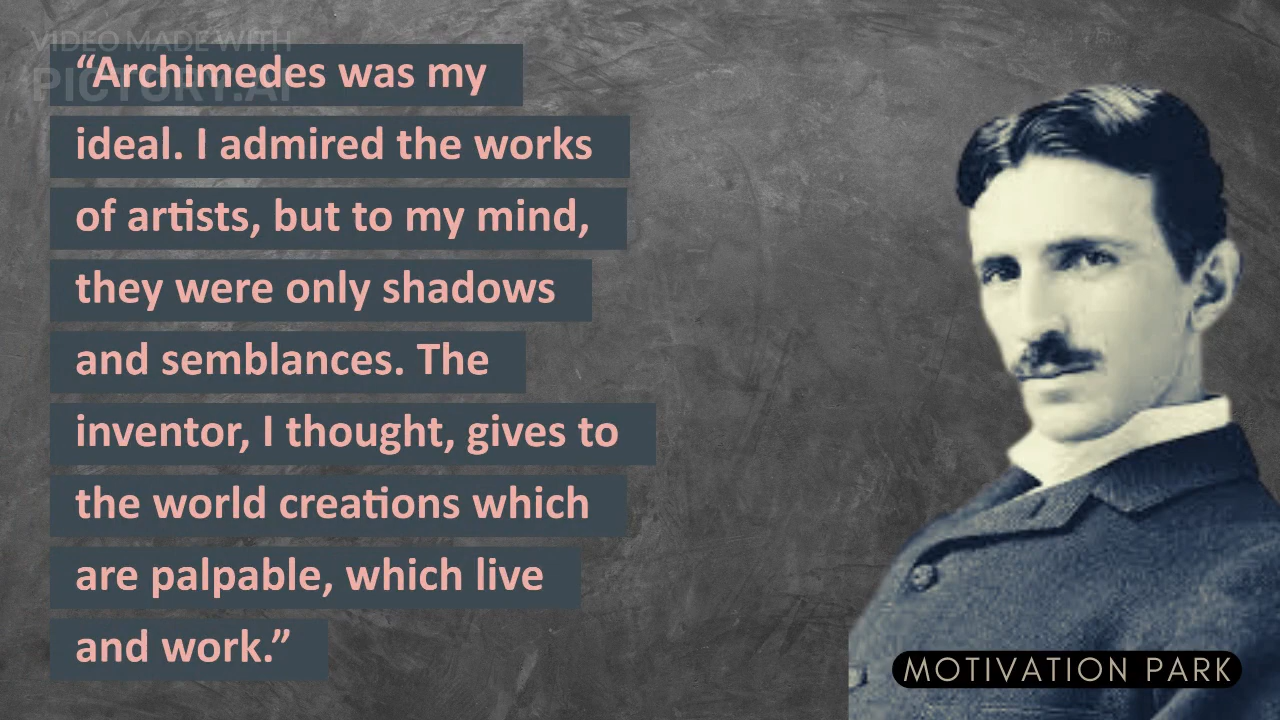 VIDEO MADE WITH
PICTORY.AI
“Archimedes was my
ideal. I admired the works
of artists, but to my mind,
they were only shadows
and semblances. The
inventor, I thought, gives to
the world creations which
are palpable, which live
and work.”
MOTIVATION PARK